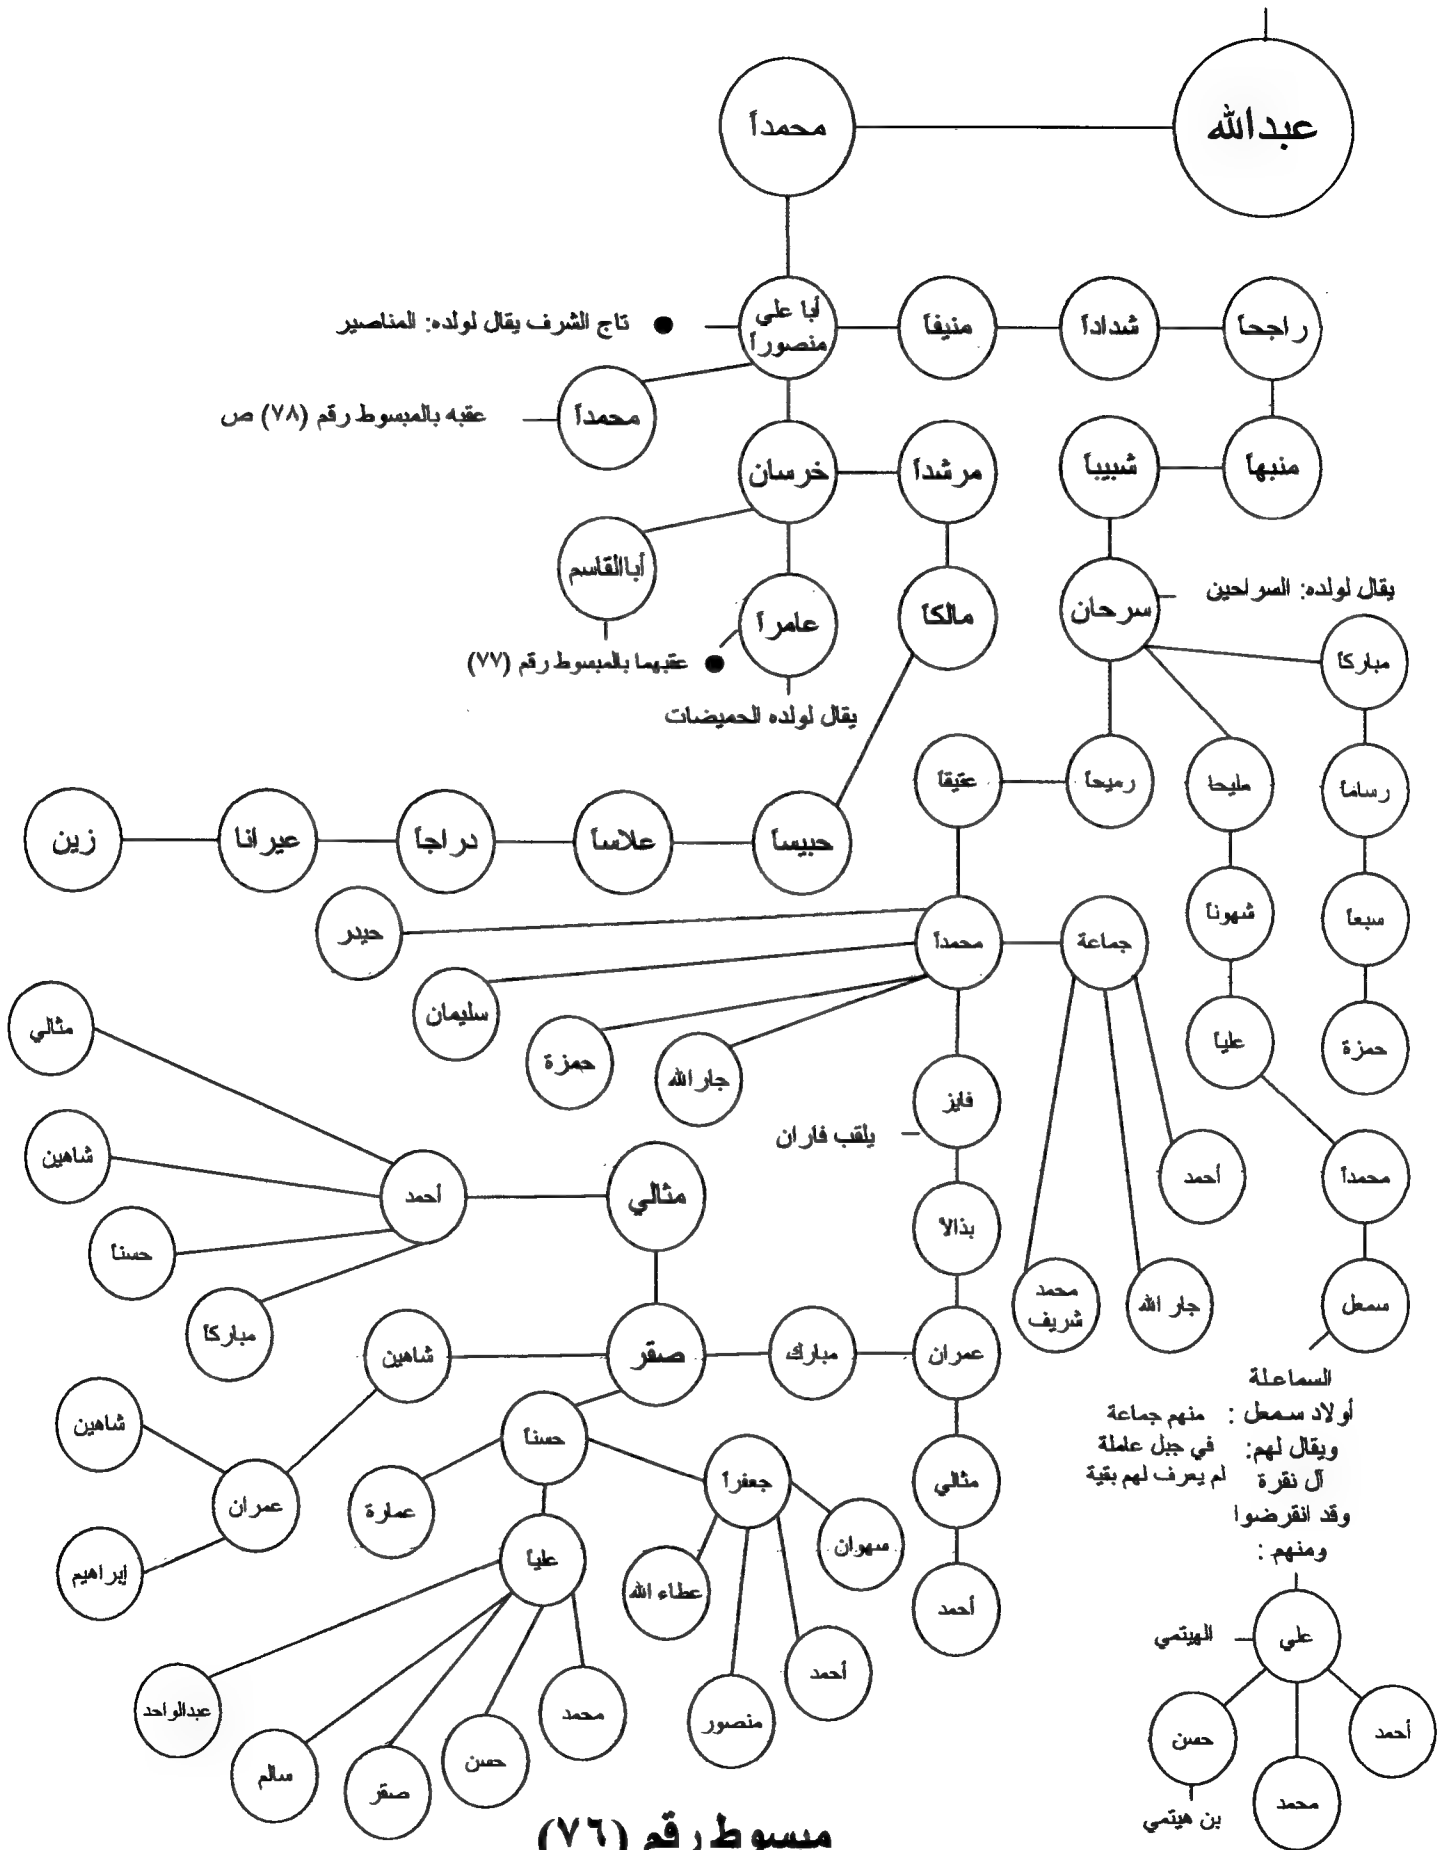 عبدالله
محمداً
راجحاً
شداداً
منيفاً
أبا علي
منصوراً
تاج الشرف يقال لولده: المناصير
محمداً
عقبه بالمبسوط رقم (٧٨) ص
منبهاً
شبيباً
مرشداً
خرسان
أباالقاسم
عامراً
مالكاً
سرحان
يقال لولده: السراحين
عقبهما بالمبسوط رقم (٧٧)
يقال لولده الحميضات
مباركاً
مليحا
رميحاً
عتيقاً
رساماً
حبيساً
علاساً
دراجاً
عيرانا
زين
سبعاً
شهوناً
جماعة
محمداً
حيدر
سليمان
حمزة
جار الله
حمزة
علياً
فايز
يلقب فاران
أحمد
محمداً
بذالاً
مثالي
أحمد
مثالي
شاهين
حسناً
مباركاً
سمعل
جار الله
محمد
شريف
عمران
مبارك
صقر
شاهين
عمران
شاهين
إبراهيم
السماعلة
أولاد سمعل : منهم جماعة
ويقال لهم: في جبل عاملة
آل نقرة لم يعرف لهم بقية
وقد انقرضوا
ومنهم :
حسناً
عمارة
جعفراً
سهوان
عطاء الله
منصور
أحمد
مثالي
أحمد
علياً
محمد
حسن
صقر
سالم
عبدالواحد
علي
الهيتمي
أحمد
محمد
حسن
بن هيتمي
مبسوط رقم (٧٦)